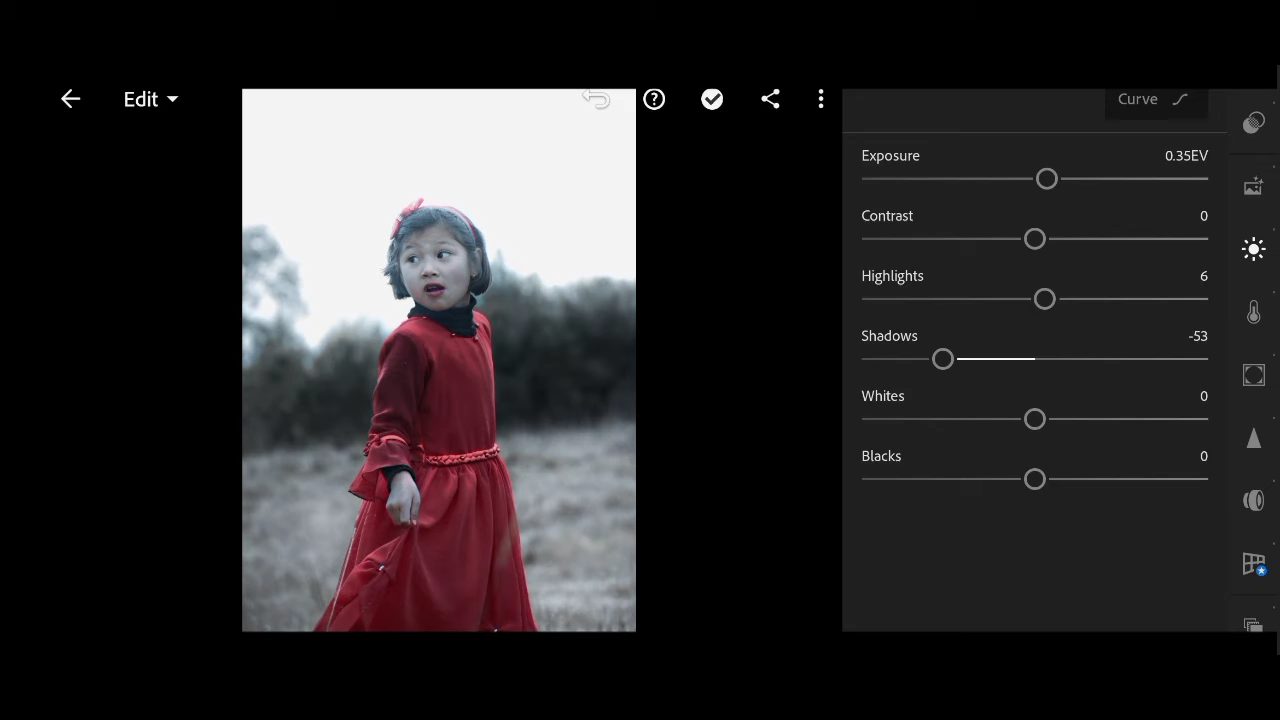 Edit
Curve
Exposure 0.35EV
Contrast 0
Highlights 6
Shadows -53
Whites 0
Blacks 0